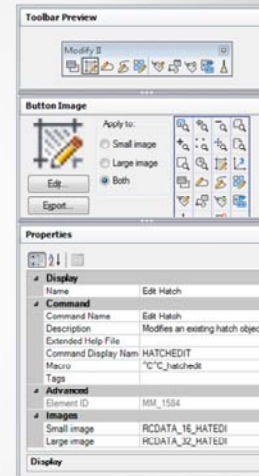 Toolbar Preview
Modify II
Button Image
Apply to:
Small image
Large image
Both
Edit...
Export...
Properties
Display
Name Edit Hatch
Command
Command Name Edit Hatch
Description Modifies an existing hatch objec
Extended Help File
Command Display Nam HATCHEDIT
Macro ^C^C_hatchedit
Tags
Advanced
Element ID MM_1584
Images
Small image RCDATA_16_HATEDI
Large image RCDATA_32_HATEDI
Display